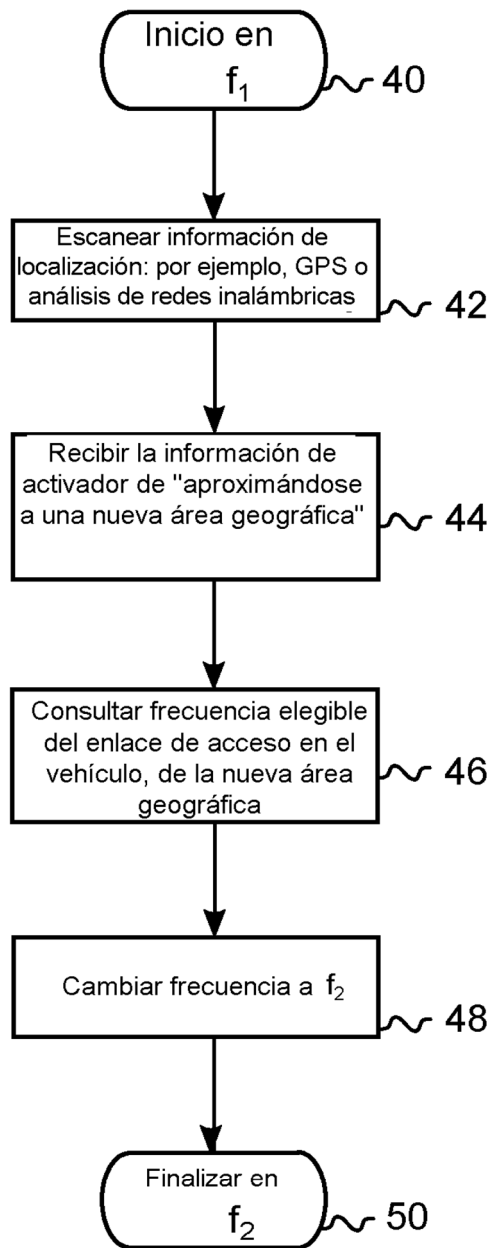 Inicio en
f₁
40
Escanear información de
localización: por ejemplo, GPS o
análisis de redes inalámbricas
42
Recibir la información de
activador de "aproximándose
a una nueva área geográfica"
44
Consultar frecuencia elegible
del enlace de acceso en el
vehículo, de la nueva área
geográfica
46
Cambiar frecuencia a f₂
48
Finalizar en
f₂
50